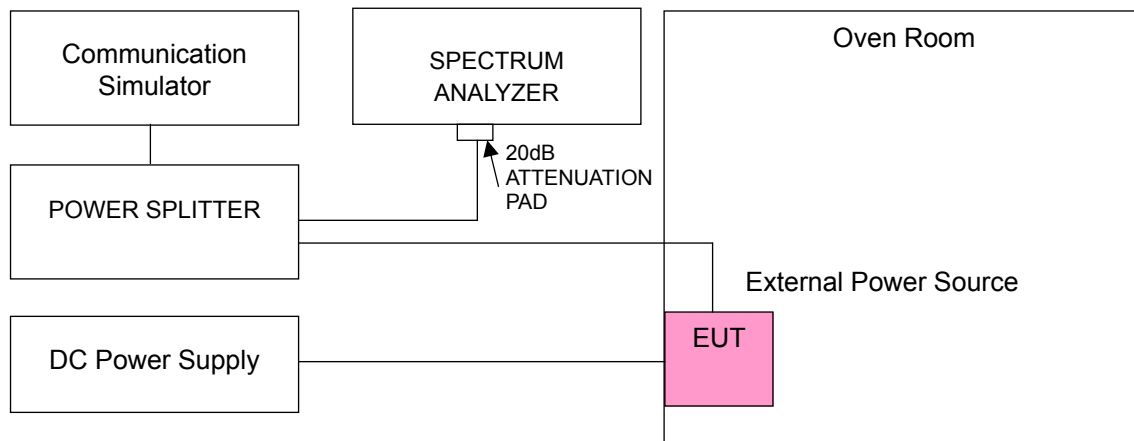 Communication
Simulator
SPECTRUM
ANALYZER
Oven Room
20dB
ATTENUATION
PAD
POWER SPLITTER
External Power Source
EUT
DC Power Supply